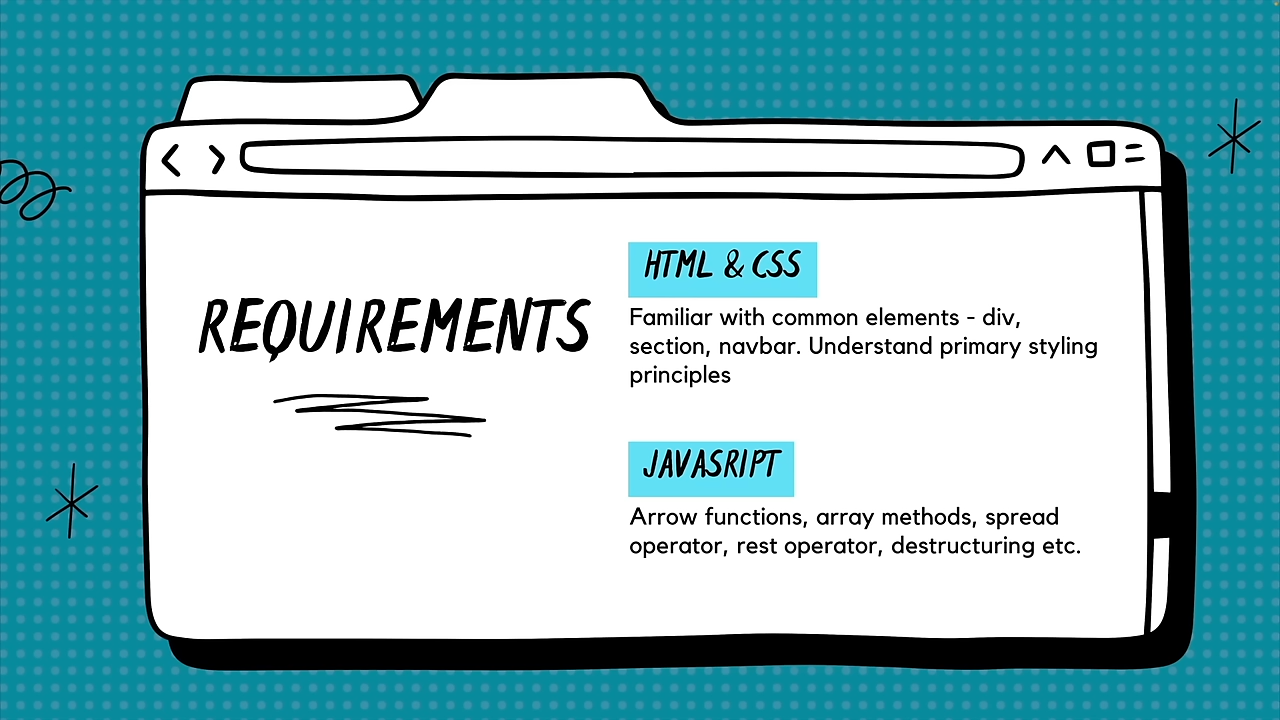 REQUIREMENTS
HTML & CSS
Familiar with common elements - div,
section, navbar. Understand primary styling
principles
JAVASRIPT
Arrow functions, array methods, spread
operator, rest operator, destructuring etc.